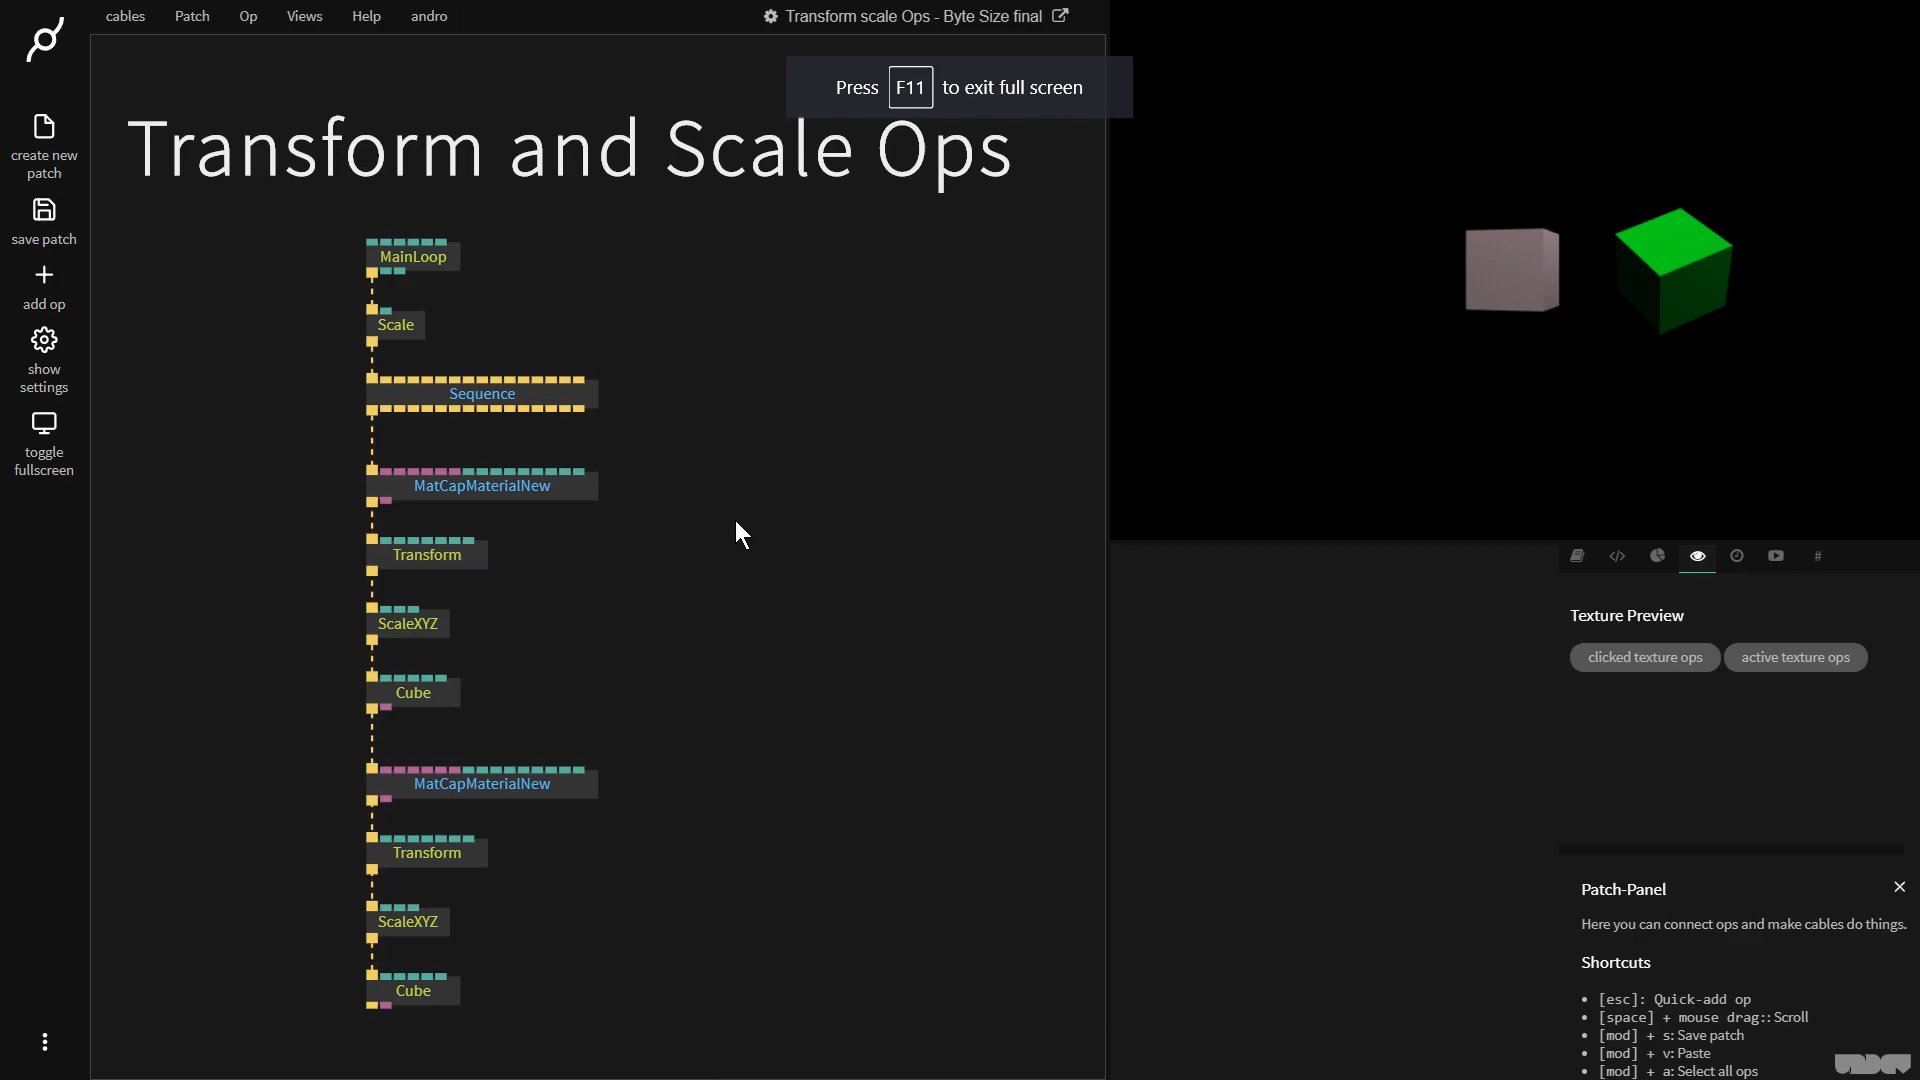 cables Patch Op Views Help andro Transform scale Ops - Byte Size final
Press F11 to exit full screen
Transform and Scale Ops
create new
patch
save patch
add op
show
settings
toggle
fullscreen
MainLoop
Scale
Sequence
MatCapMaterialNew
Transform
ScaleXYZ
Cube
MatCapMaterialNew
Transform
ScaleXYZ
Cube
#
Texture Preview
clicked texture ops active texture ops
Patch-Panel
Here you can connect ops and make cables do things.
Shortcuts
[esc]: Quick-add op
[space] + mouse drag:: Scroll
[mod] + s: Save patch
[mod] + v: Paste
[mod] + a: Select all ops